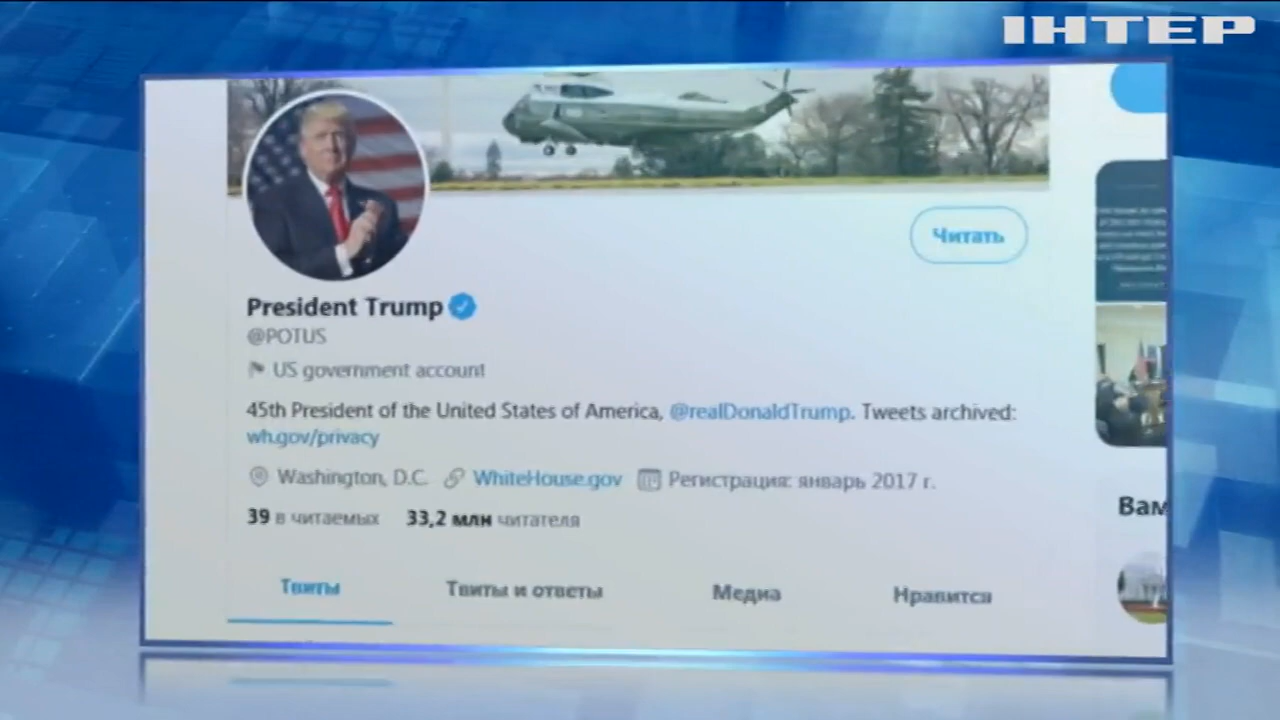 ІНТЕР
Читать
President Trump
@POTUS
US government account
45th President of the United States of America, @realDonaldTrump. Tweets archived:
wh.gov/privacy
Washington, D.C. WhiteHouse.gov Регистрация: январь 2017 г.
39 в читаемых 33,2 млн читателя
Вам
Твиты Твиты и ответы Медиа Нравится